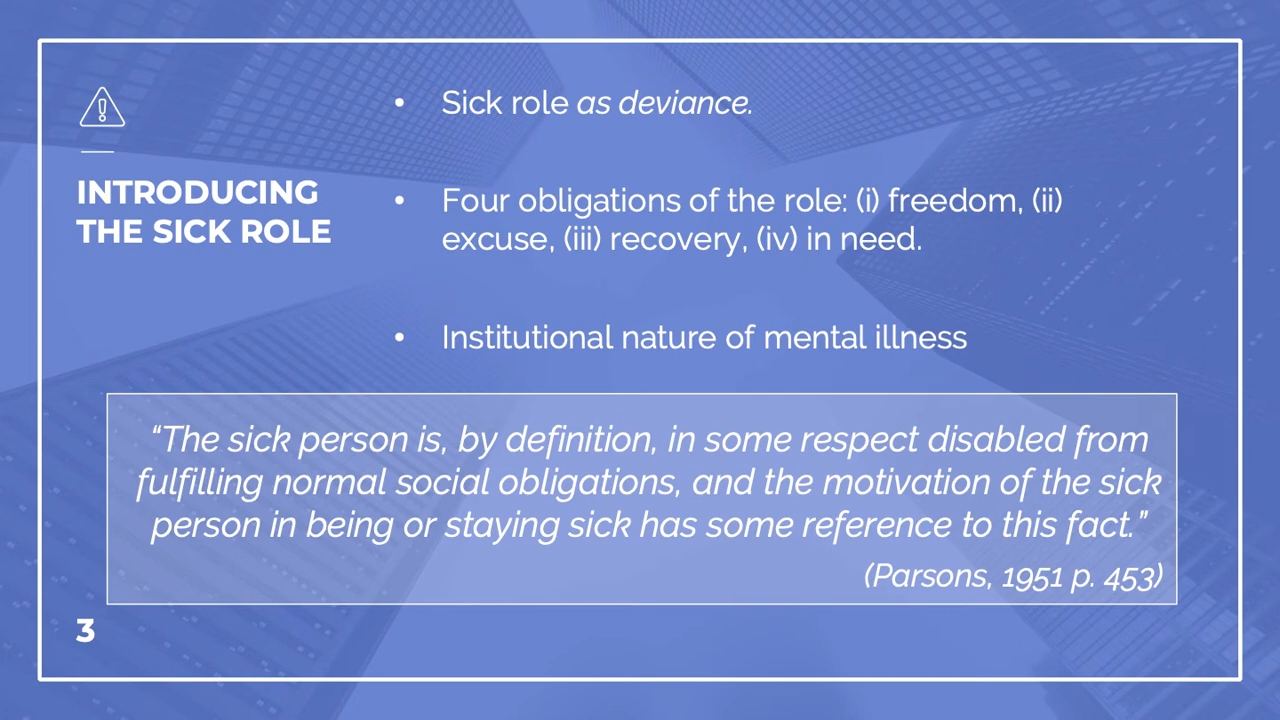 INTRODUCING
THE SICK ROLE
• Sick role as deviance.
• Four obligations of the role: (i) freedom, (ii)
excuse, (iii) recovery, (iv) in need.
• Institutional nature of mental illness
“The sick person is, by definition, in some respect disabled from
fulfilling normal social obligations, and the motivation of the sick
person in being or staying sick has some reference to this fact.”
(Parsons, 1951 p. 453)
3